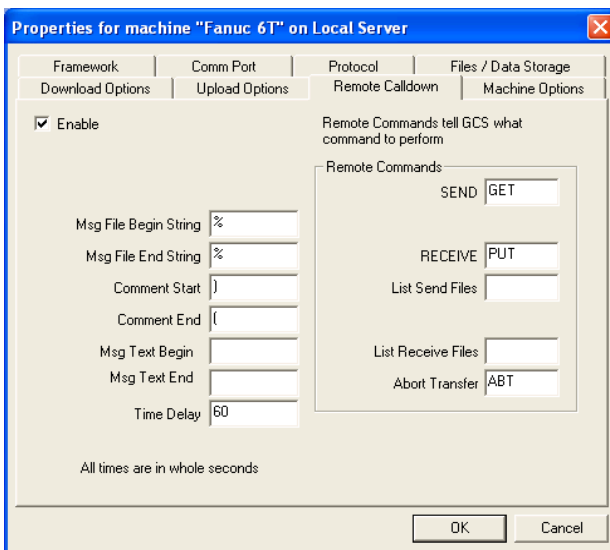 Properties for machine "Fanuc 6T" on Local Server
Framework Comm Port Protocol Files / Data Storage
Download Options Upload Options Remote Calldown Machine Options
Enable
Remote Commands tell GCS what
command to perform
Remote Commands
SEND GET
Msg File Begin String %
Msg File End String %
RECEIVE PUT
Comment Start )
List Send Files
Comment End (
Msg Text Begin
List Receive Files
Msg Text End
Abort Transfer ABT
Time Delay 60
All times are in whole seconds
OK Cancel